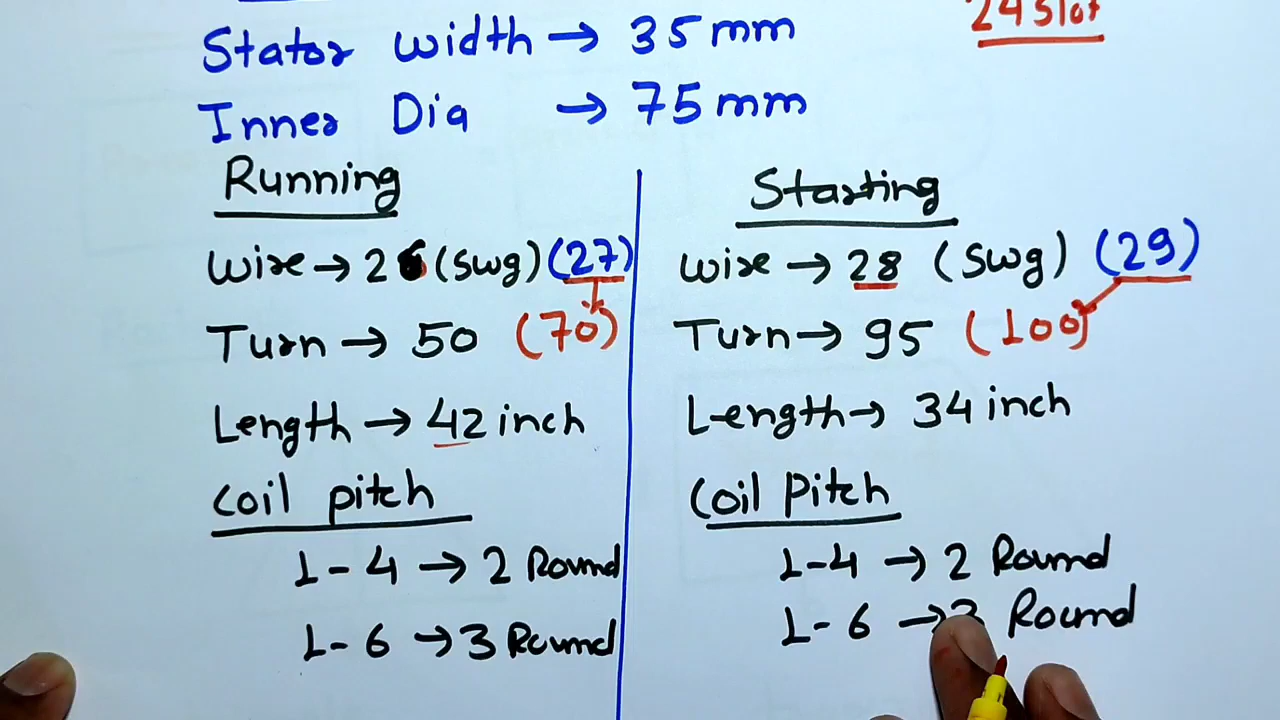 24 Slot
Stator width → 35 mm
Inner Dia → 75 mm
Running
Wire → 26 (Swg) (27)
Turn → 50 (70)
Length → 42 inch
Coil pitch
1-4 → 2 Round
1-6 → 3 Round
Starting
Wire → 28 (Swg) (29)
Turn → 95 (100)
Length → 34 inch
Coil Pitch
1-4 → 2 Round
1-6 → Round